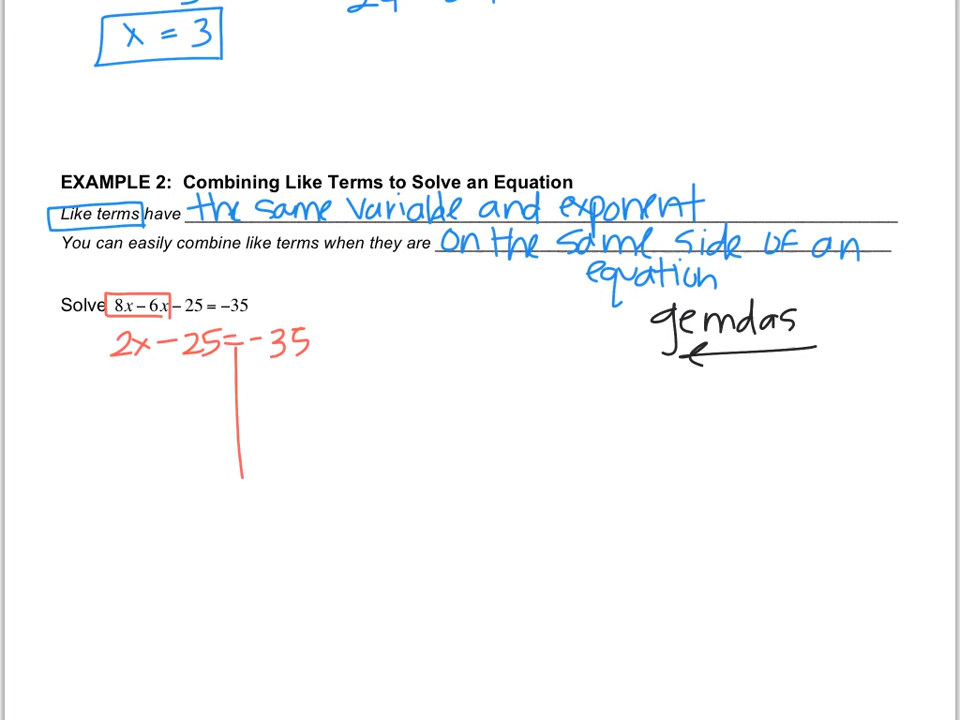 x = 3
EXAMPLE 2: Combining Like Terms to Solve an Equation
Like terms have the same variable and exponent
You can easily combine like terms when they are on the same side of an
equation
Solve 8x – 6x – 25 = –35
gemdas
2x – 25 = –35